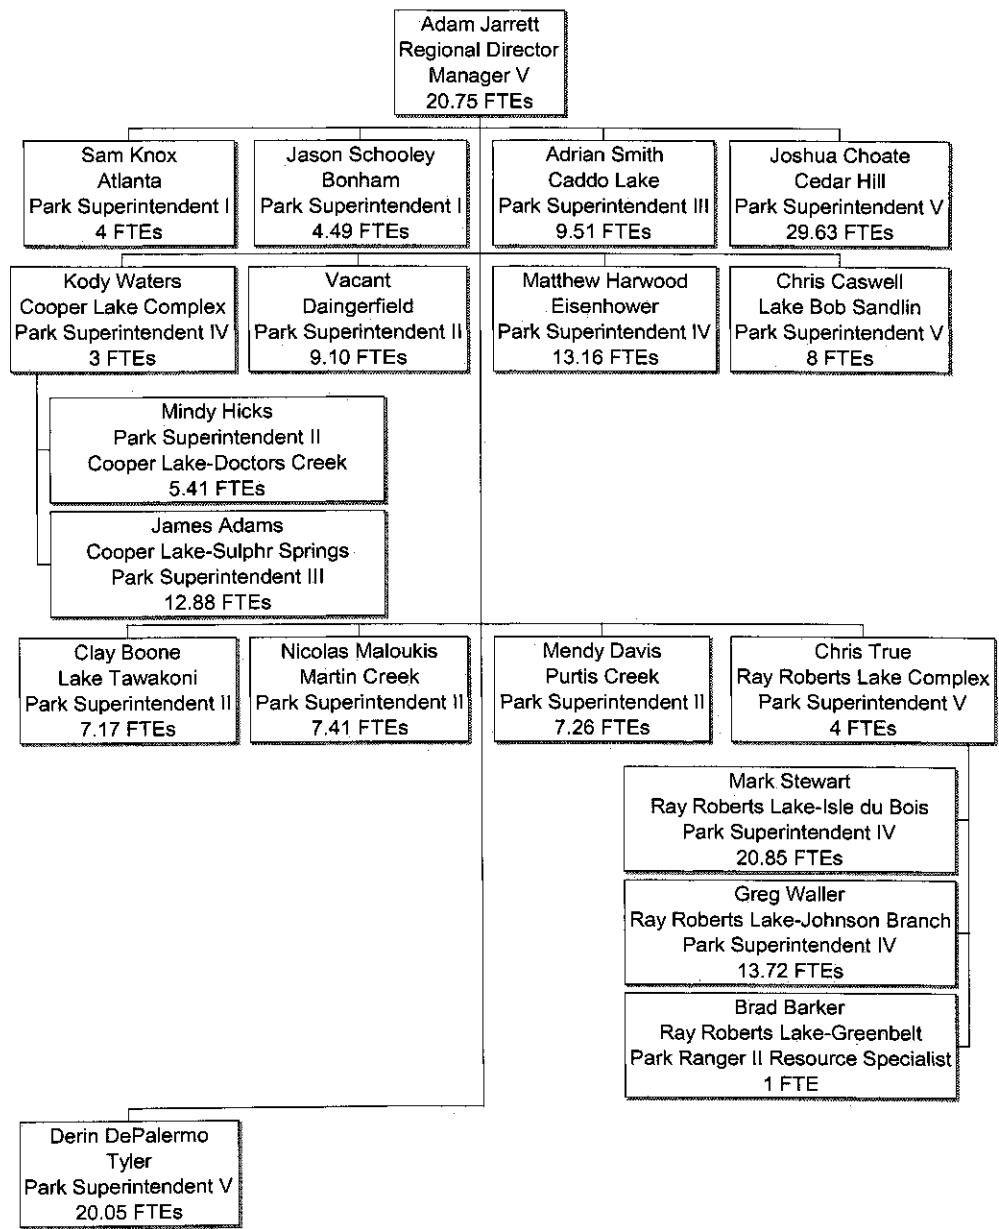 Adam Jarrett
Regional Director
Manager V
20.75 FTEs
Sam Knox
Atlanta
Park Superintendent I
4 FTEs
Jason Schooley
Bonham
Park Superintendent I
4.49 FTEs
Adrian Smith
Caddo Lake
Park Superintendent III
9.51 FTEs
Joshua Choate
Cedar Hill
Park Superintendent V
29.63 FTEs
Kody Waters
Cooper Lake Complex
Park Superintendent IV
3 FTEs
Vacant
Daingerfield
Park Superintendent II
9.10 FTEs
Matthew Harwood
Eisenhower
Park Superintendent IV
13.16 FTEs
Chris Caswell
Lake Bob Sandlin
Park Superintendent V
8 FTEs
Mindy Hicks
Park Superintendent II
Cooper Lake-Doctors Creek
5.41 FTEs
James Adams
Cooper Lake-Sulphr Springs
Park Superintendent III
12.88 FTEs
Clay Boone
Lake Tawakoni
Park Superintendent II
7.17 FTEs
Nicolas Maloukis
Martin Creek
Park Superintendent II
7.41 FTEs
Mendy Davis
Purtis Creek
Park Superintendent II
7.26 FTEs
Chris True
Ray Roberts Lake Complex
Park Superintendent V
4 FTEs
Mark Stewart
Ray Roberts Lake-Isle du Bois
Park Superintendent IV
20.85 FTEs
Greg Waller
Ray Roberts Lake-Johnson Branch
Park Superintendent IV
13.72 FTEs
Brad Barker
Ray Roberts Lake-Greenbelt
Park Ranger II Resource Specialist
1 FTE
Derin DePalermo
Tyler
Park Superintendent V
20.05 FTEs